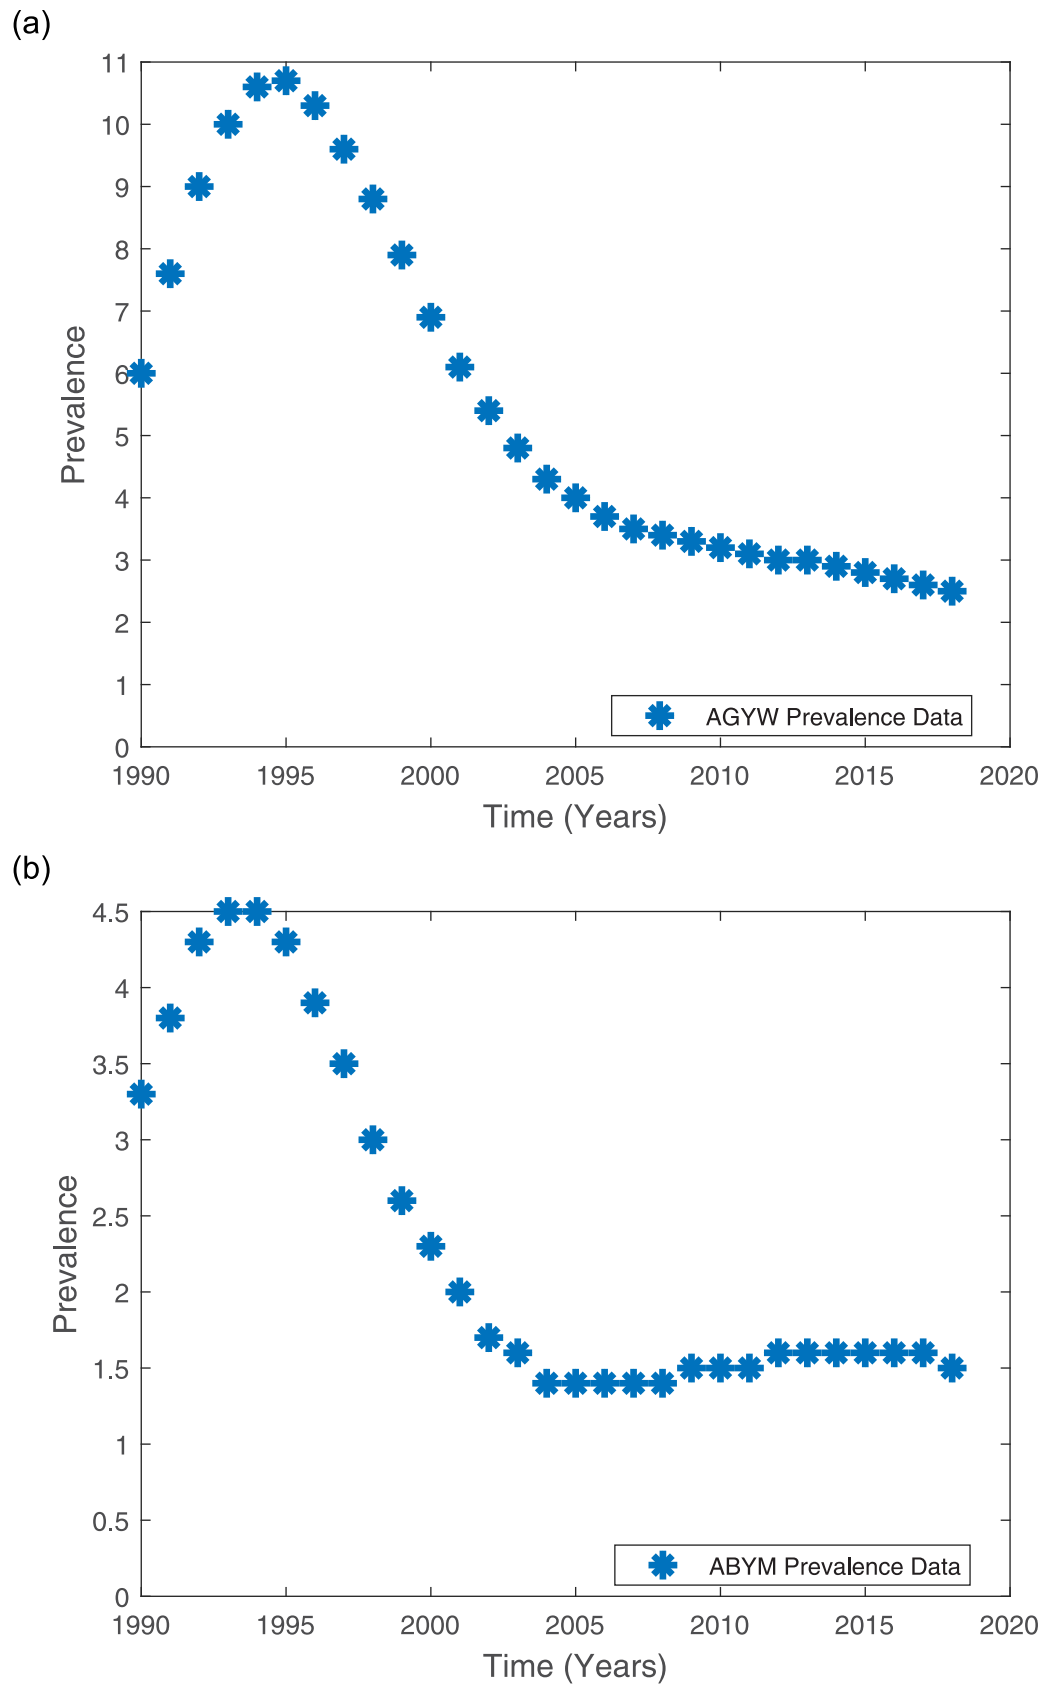 (a)
11
10
9
8
7
6
5
4
3
2
1
0
Prevalence
AGYW Prevalence Data
1990 1995 2000 2005 2010 2015 2020
Time (Years)
(b)
4.5
4
3.5
3
2.5
2
1.5
1
0.5
0
Prevalence
ABYM Prevalence Data
1990 1995 2000 2005 2010 2015 2020
Time (Years)